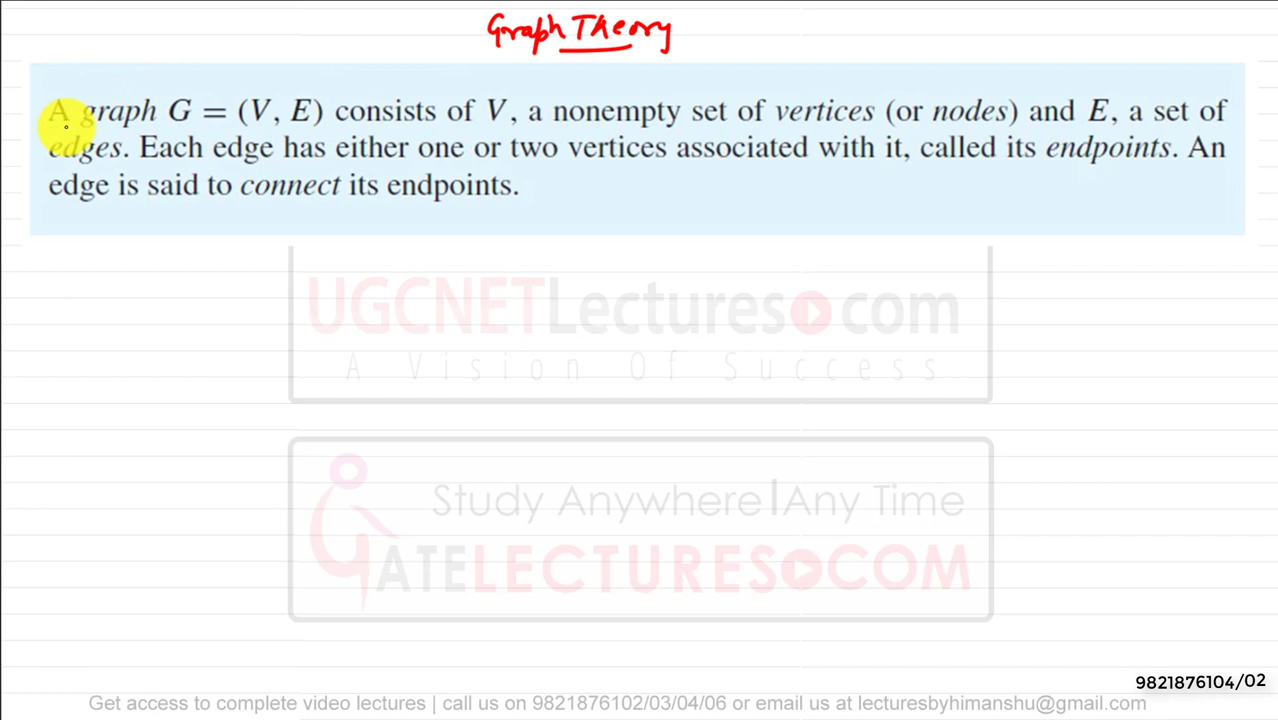 Graph Theory
A graph G = (V, E) consists of V, a nonempty set of vertices (or nodes) and E, a set of
edges. Each edge has either one or two vertices associated with it, called its endpoints. An
edge is said to connect its endpoints.
UGCNETLectures.com
A Vision Of Success
Study Anywhere|Any Time
GATELECTURES.COM
9821876104/02
Get access to complete video lectures | call us on 9821876102/03/04/06 or email us at lecturesbyhimanshu@gmail.com